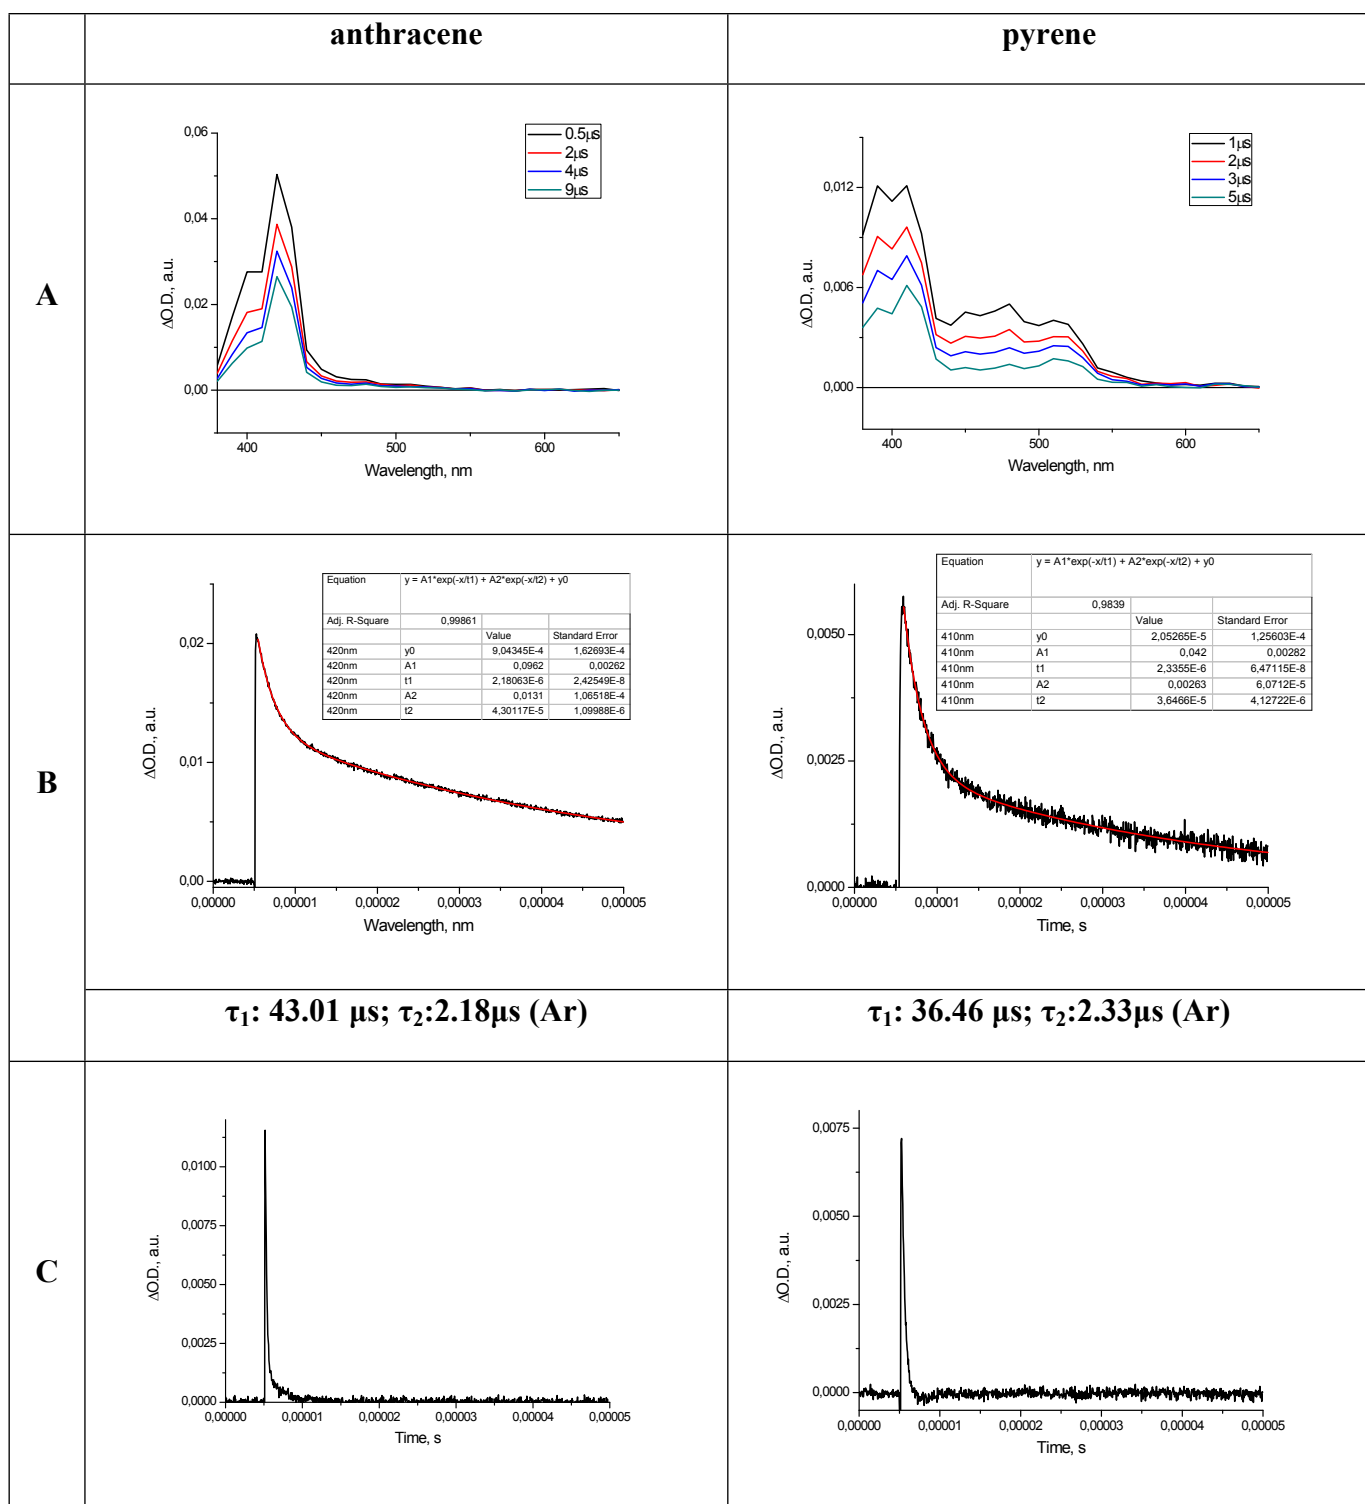 anthracene
pyrene
A
0,06
0,04
0,02
0,00
ΔO.D., a.u.
400
500
600
Wavelength, nm
0.5μs
2μs
4μs
9μs
0,012
0,006
0,000
ΔO.D., a.u.
400
500
600
Wavelength, nm
1μs
2μs
3μs
5μs
B
Equation y = A1*exp(-x/t1) + A2*exp(-x/t2) + y0
Adj. R-Square 0,99861
Value Standard Error
420nm y0 9,04345E-4 1,62693E-4
420nm A1 0,0962 0,00262
420nm t1 2,18063E-6 2,42549E-8
420nm A2 0,0131 1,06518E-4
420nm t2 4,30117E-5 1,09988E-6
0,02
0,01
0,00
ΔO.D., a.u.
0,00000 0,00001 0,00002 0,00003 0,00004 0,00005
Wavelength, nm
Equation y = A1*exp(-x/t1) + A2*exp(-x/t2) + y0
Adj. R-Square 0,9839
Value Standard Error
410nm y0 2,05265E-5 1,25603E-4
410nm A1 0,042 0,00282
410nm t1 2,3355E-6 6,47115E-8
410nm A2 0,00263 6,0712E-5
410nm t2 3,6466E-5 4,12722E-6
0,0050
0,0025
0,0000
ΔO.D., a.u.
0,00000 0,00001 0,00002 0,00003 0,00004 0,00005
Time, s
τ1: 43.01 μs; τ2:2.18μs (Ar)
τ1: 36.46 μs; τ2:2.33μs (Ar)
C
0,0100
0,0075
0,0050
0,0025
0,0000
ΔO.D., a.u.
0,00000 0,00001 0,00002 0,00003 0,00004 0,00005
Time, s
0,0075
0,0050
0,0025
0,0000
ΔO.D., a.u.
0,00000 0,00001 0,00002 0,00003 0,00004 0,00005
Time, s